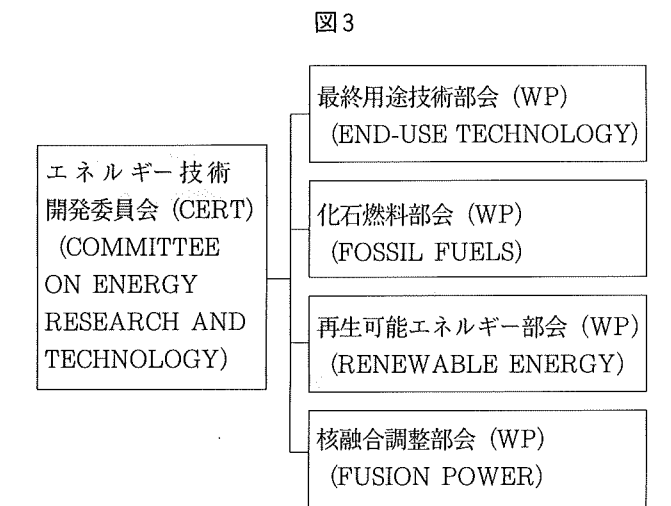 図3
エネルギー技術
開発委員会 (CERT)
(COMMITTEE
ON ENERGY
RESEARCH AND
TECHNOLOGY)
最終用途技術部会 (WP)
(END-USE TECHNOLOGY)
化石燃料部会 (WP)
(FOSSIL FUELS)
再生可能エネルギー部会 (WP)
(RENEWABLE ENERGY)
核融合調整部会 (WP)
(FUSION POWER)